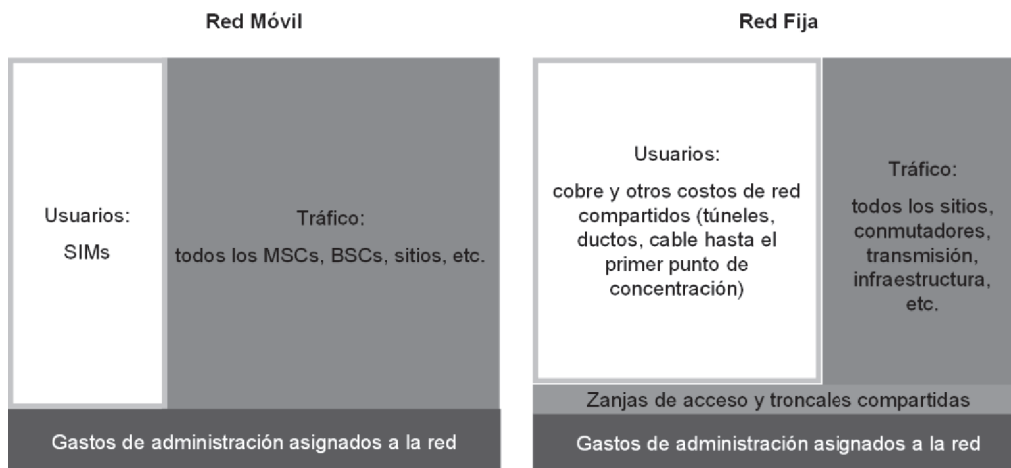 Red Móvil
Usuarios:
SIMs
Tráfico:
todos los MSCs, BSCs, sitios, etc.
Gastos de administración asignados a la red
Red Fija
Usuarios:
cobre y otros costos de red
compartidos (túneles,
ductos, cable hasta el
primer punto de
concentración)
Tráfico:
todos los sitios,
conmutadores,
transmisión,
infraestructura,
etc.
Zanjas de acceso y troncales compartidas
Gastos de administración asignados a la red